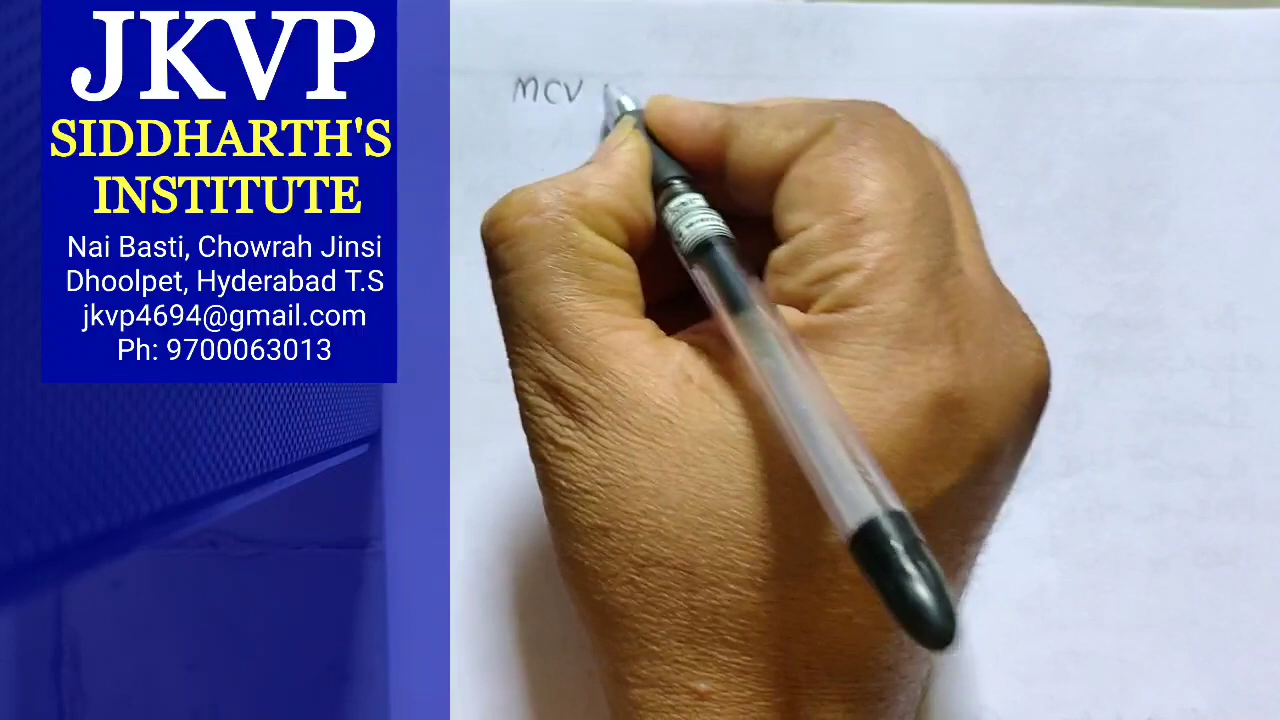 JKVP
SIDDHARTH'S
INSTITUTE
Nai Basti, Chowrah Jinsi
Dhoolpet, Hyderabad T.S
jkvp4694@gmail.com
Ph: 9700063013
MCV